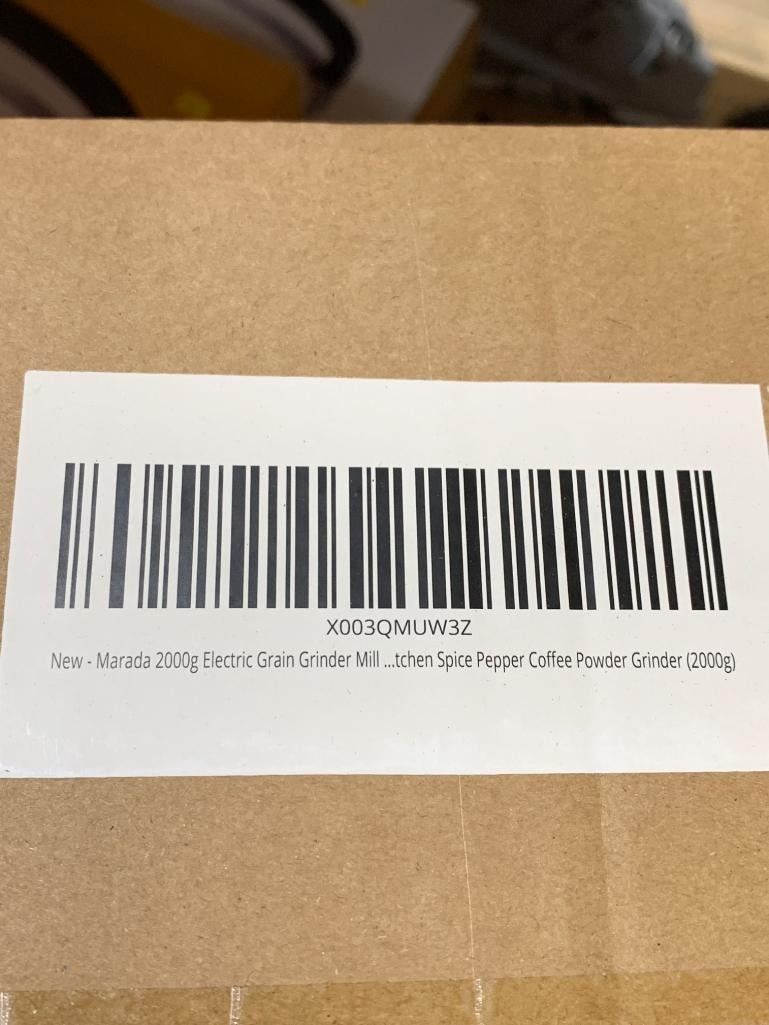 X003QMUW3Z
New - Marada 2000g Electric Grain Grinder Mill ...tchen Spice Pepper Coffee Powder Grinder (2000g)